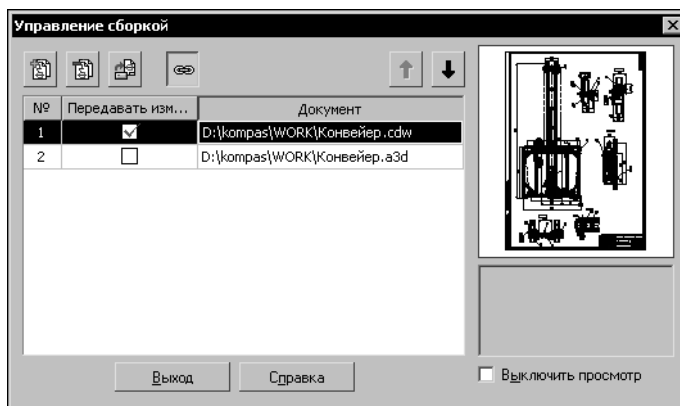 Управление сборкой
№ Передавать изм... Документ
1 D:\kompas\WORK\Конвейер.cdw
2 D:\kompas\WORK\Конвейер.a3d
Выход Справка
Выключить просмотр